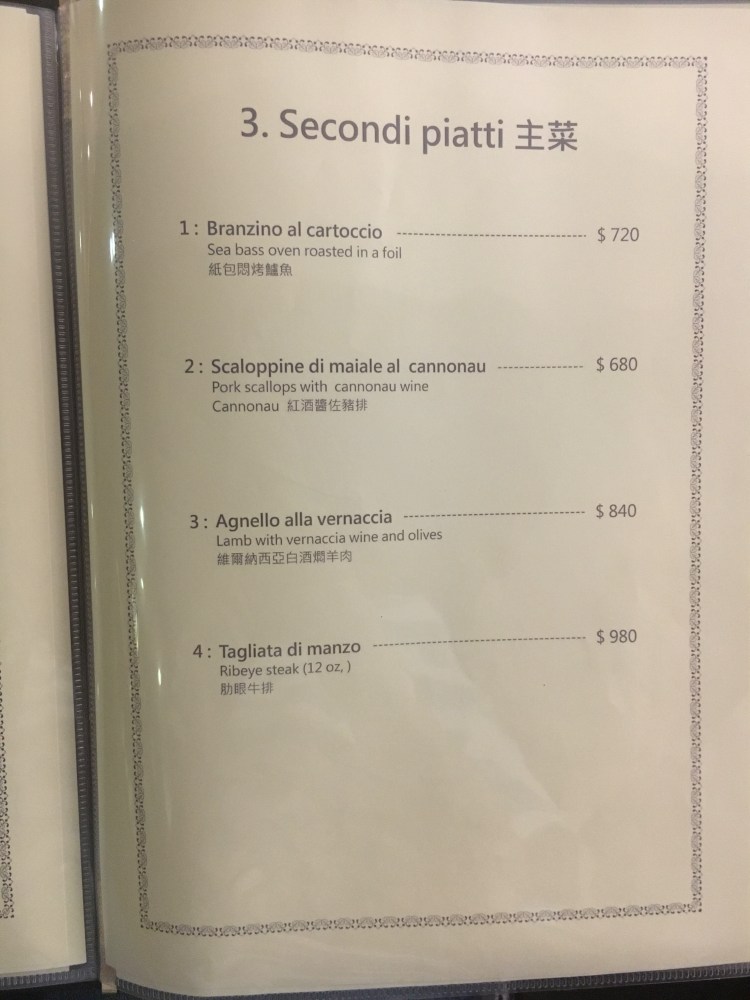 3. Secondi piatti 主菜
1: Branzino al cartoccio ---------------------------------- $ 720
Sea bass oven roasted in a foil
紙包悶烤鱸魚
2: Scaloppine di maiale al cannonau --------------- $ 680
Pork scallops with cannonau wine
Cannonau 紅酒醬佐豬排
3: Agnello alla vernaccia -------------------------------- $ 840
Lamb with vernaccia wine and olives
維爾納西亞白酒燜羊肉
4: Tagliata di manzo ------------------------------------- $ 980
Ribeye steak (12 oz, )
肋眼牛排